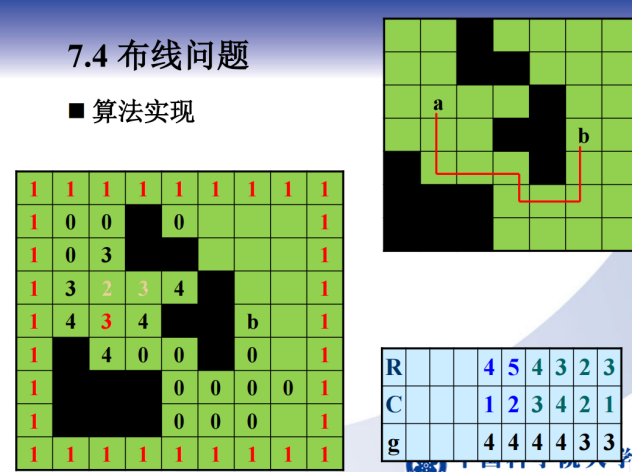 7.4 布线问题
■ 算法实现
a
b
1 1 1 1 1 1 1 1 1
1 0 0 0 1
1 0 3 1
1 3 2 3 4 1
1 4 3 4 b 1
1 4 0 0 0 1
1 0 0 0 0 1
1 0 0 0 1
1 1 1 1 1 1 1 1 1
R 4 5 4 3 2 3
C 1 2 3 4 2 1
g 4 4 4 4 3 3